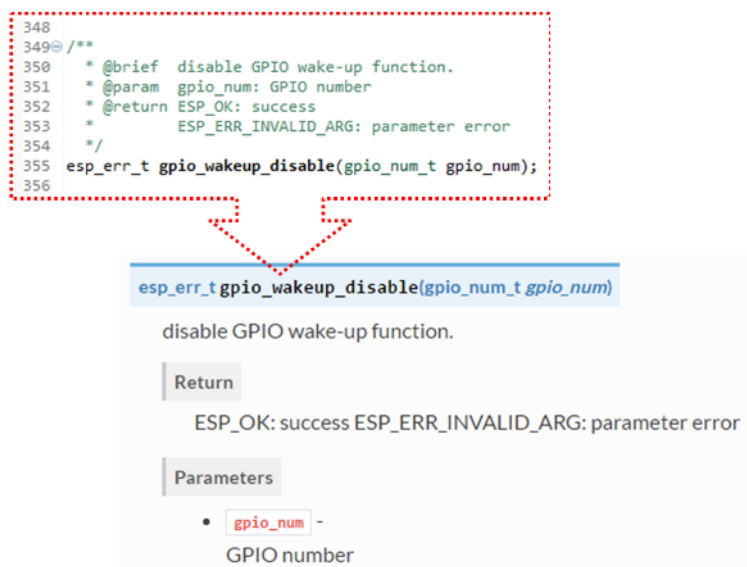 348
349 /**
350 * @brief disable GPIO wake-up function.
351 * @param gpio_num: GPIO number
352 * @return ESP_OK: success
353 * ESP_ERR_INVALID_ARG: parameter error
354 */
355 esp_err_t gpio_wakeup_disable(gpio_num_t gpio_num);
356
esp_err_t gpio_wakeup_disable(gpio_num_t gpio_num)
disable GPIO wake-up function.
Return
ESP_OK: success ESP_ERR_INVALID_ARG: parameter error
Parameters
• gpio_num -
GPIO number